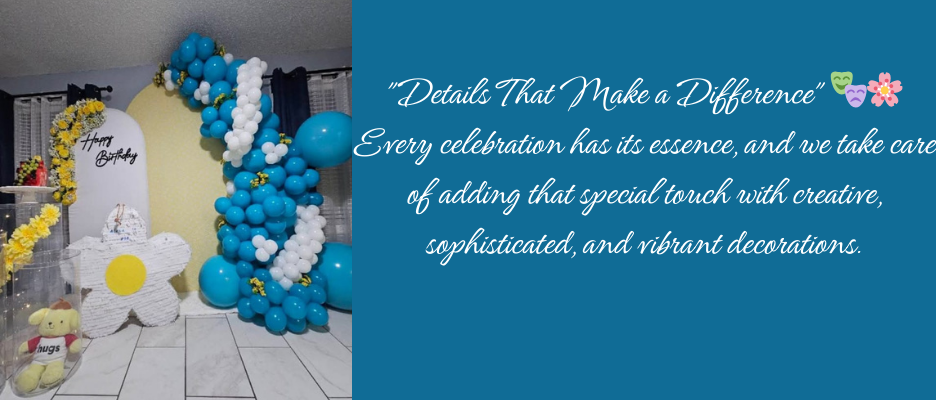 Happy
Birthday
hugs
"Details That Make a Difference" 🎭🌸
Every celebration has its essence, and we take care
of adding that special touch with creative,
sophisticated, and vibrant decorations.